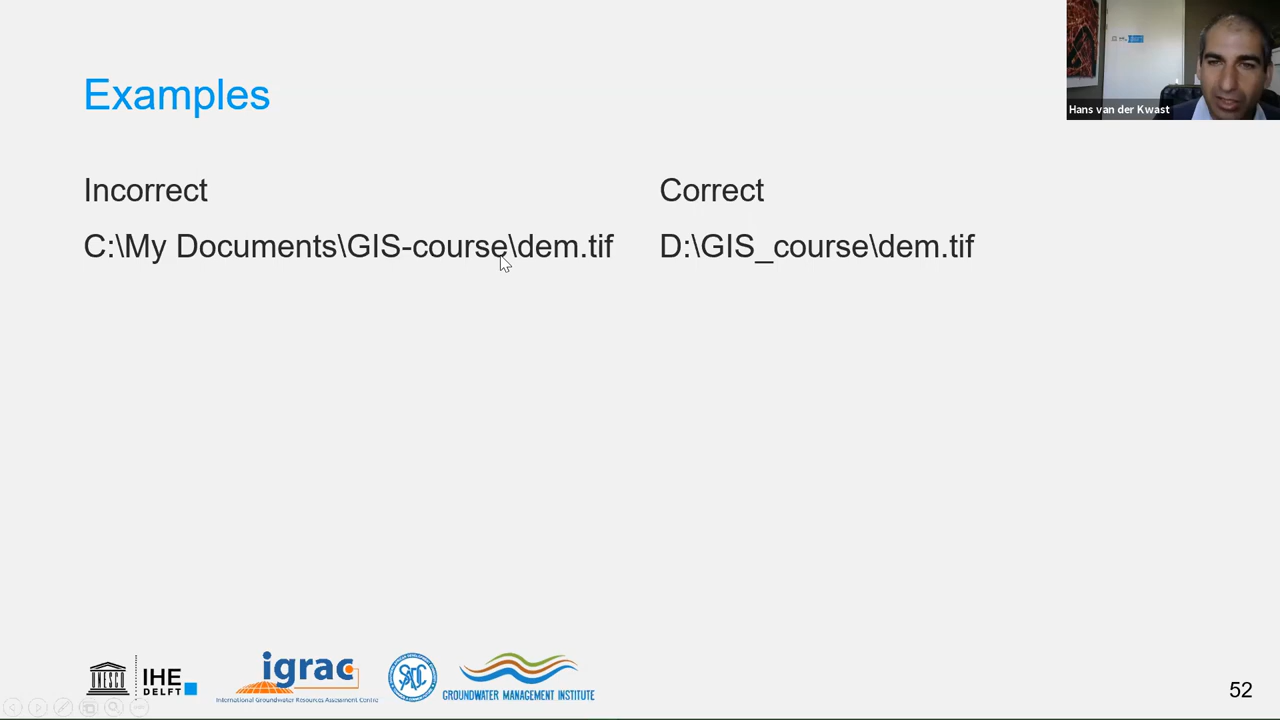 Examples
Hans van der Kwast
Incorrect
Correct
C:\My Documents\GIS-course\dem.tif
D:\GIS_course\dem.tif
UNESCO
IHE
DELFT
igrac
International Groundwater Resources Assessment Centre
GROUNDWATER MANAGEMENT INSTITUTE
52